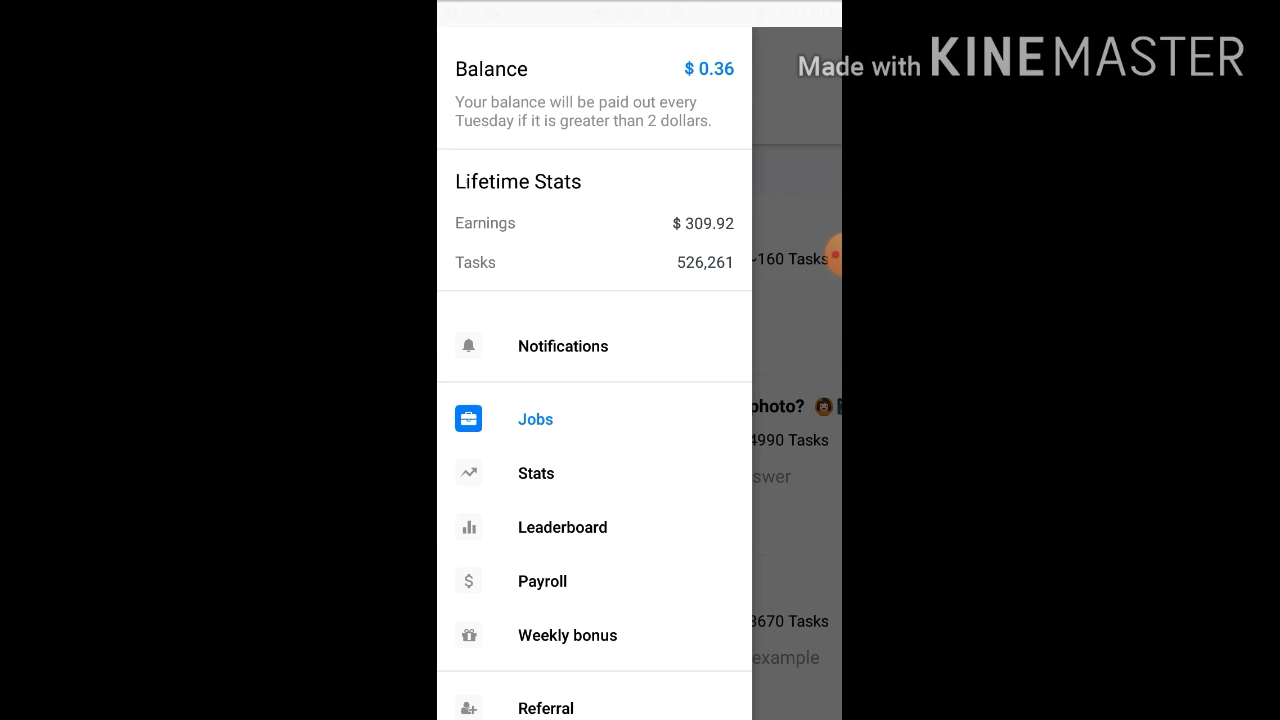 Made with KINEMASTER
Balance $ 0.36
Your balance will be paid out every
Tuesday if it is greater than 2 dollars.
Lifetime Stats
Earnings $ 309.92
Tasks 526,261
160 Tasks
Notifications
photo?
Jobs
4990 Tasks
Stats
swer
Leaderboard
Payroll
3670 Tasks
Weekly bonus
example
Referral